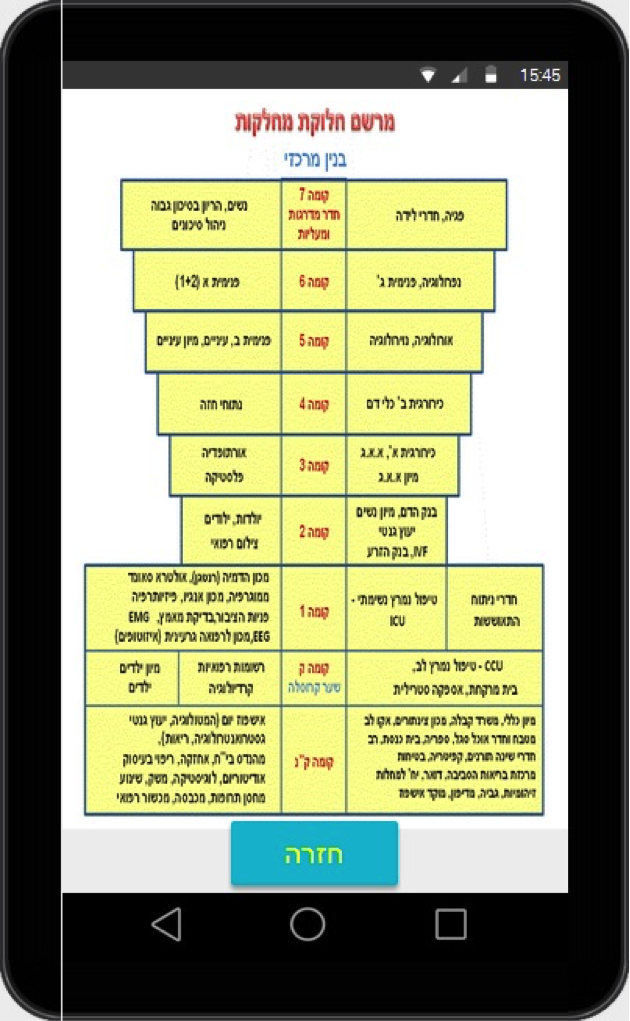 15:45
מרשם חלוקת מחלקות
בנין מרכזי
פגיה, חדרי לידה
קומה 7
חדר מדרגות
ומעליות
נשים, הריון בסיכון גבוה
ניהול סיכונים
נפרולוגיה, פנימית ג'
קומה 6
פנימית א (1+2)
אורולוגיה, נוירולוגיה
קומה 5
פנימית ב, עיניים, מיון עיניים
כירורגית ב' כלי דם
קומה 4
נתוחי חזה
כירורגית א', א.א.ג
מיון א.א.ג
קומה 3
אורתופדיה
פלסטיקה
בנק הדם, מיון נשים
יעוץ גנטי
IVF, בנק הזרע
קומה 2
יולדות, ילודים
צילום רפואי
חדרי ניתוח
התאוששות
טיפול נמרץ נשימתי -
ICU
קומה 1
מכון הדמיה (רנטגן), אולטרא סאונד
ממוגרפיה, מכון אנגיו, פיזיותרפיה
פניות הציבור,בדיקת מאמץ, EMG
EEG,מכון לרפואה גרעינית (איזוטופים)
CCU - טיפול נמרץ לב,
בית מרקחת, אספקה סטרילית
קומה ק
שער קרוסלה
רשומות רפואיות
קרדיולוגיה
מיון ילדים
ילדים
מיון כללי, משרד קבלה, מכון צינתורים, אקו לב
מטבח וחדר אוכל סגל, ספריה, בית כנסת, רב
חדרי שינה תורנים, קפיטריה, בטיחות
מרכזת בריאות הסביבה, דואר, יח' למחלות
זיהומיות, גביה, מדיפון, מוקד אישפוז
קומה ק"נ
אישפוז יום (המטולוגיה, יעוץ גנטי
גסטרואנטרולוגיה, ריאות),
מהנדס בי"ח, אחזקה, ריפוי בעיסוק
אודיטוריום, לוגיסטיקה, משק, שינוע
מחסן תרופות, מכבסה, מכשור רפואי
חזרה